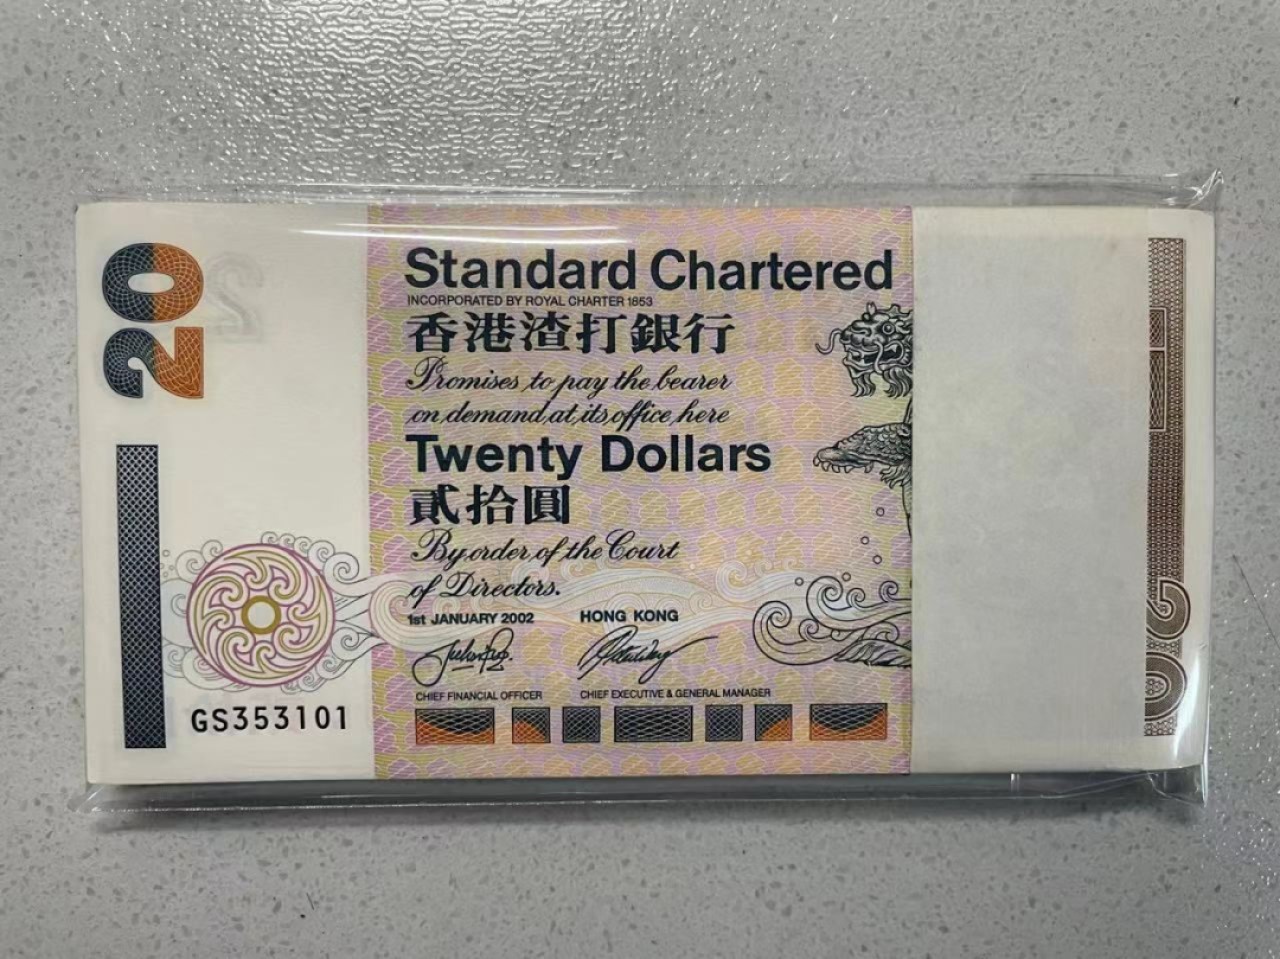 20
Standard Chartered
INCORPORATED BY ROYAL CHARTER 1853
香港渣打銀行
Promises to pay the bearer
on demand at its office here
Twenty Dollars
貳拾圓
By order of the Court
of Directors.
1st JANUARY 2002 HONG KONG
CHIEF FINANCIAL OFFICER CHIEF EXECUTIVE & GENERAL MANAGER
GS353101
20